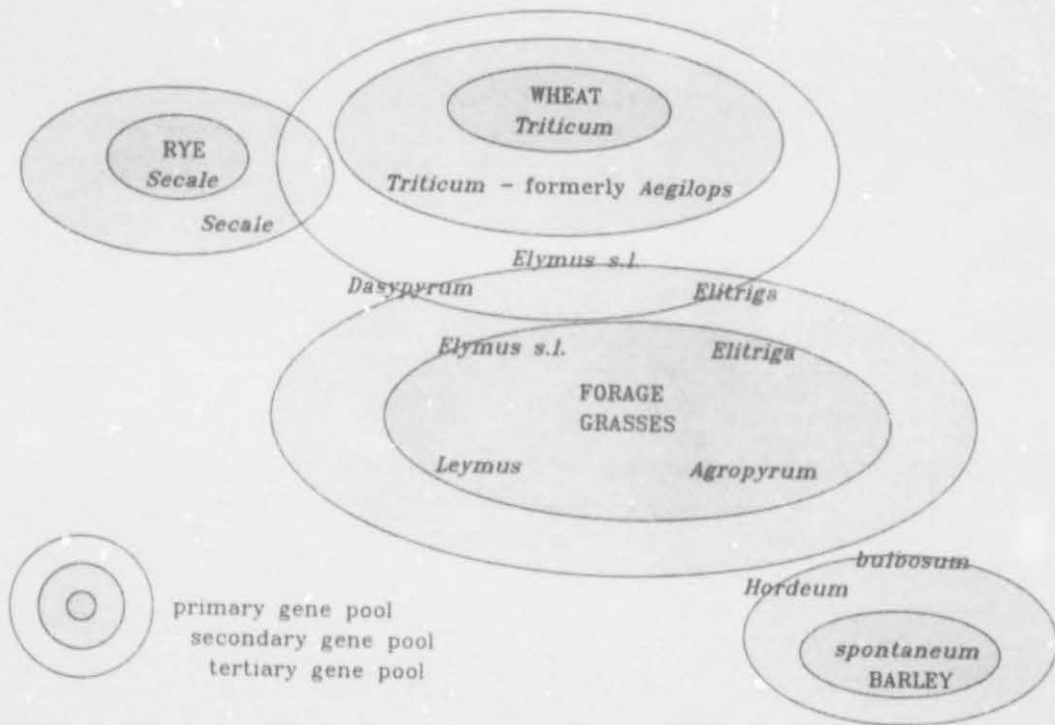 WHEAT
Triticum
RYE
Secale
Triticum - formerly Aegilops
Secale
Elymus s.l.
Dasypyrum
Elitriga
Elymus s.l.
Elitriga
FORAGE
GRASSES
Leymus
Agropyrum
bulbosum
Hordeum
primary gene pool
secondary gene pool
tertiary gene pool
spontaneum
BARLEY